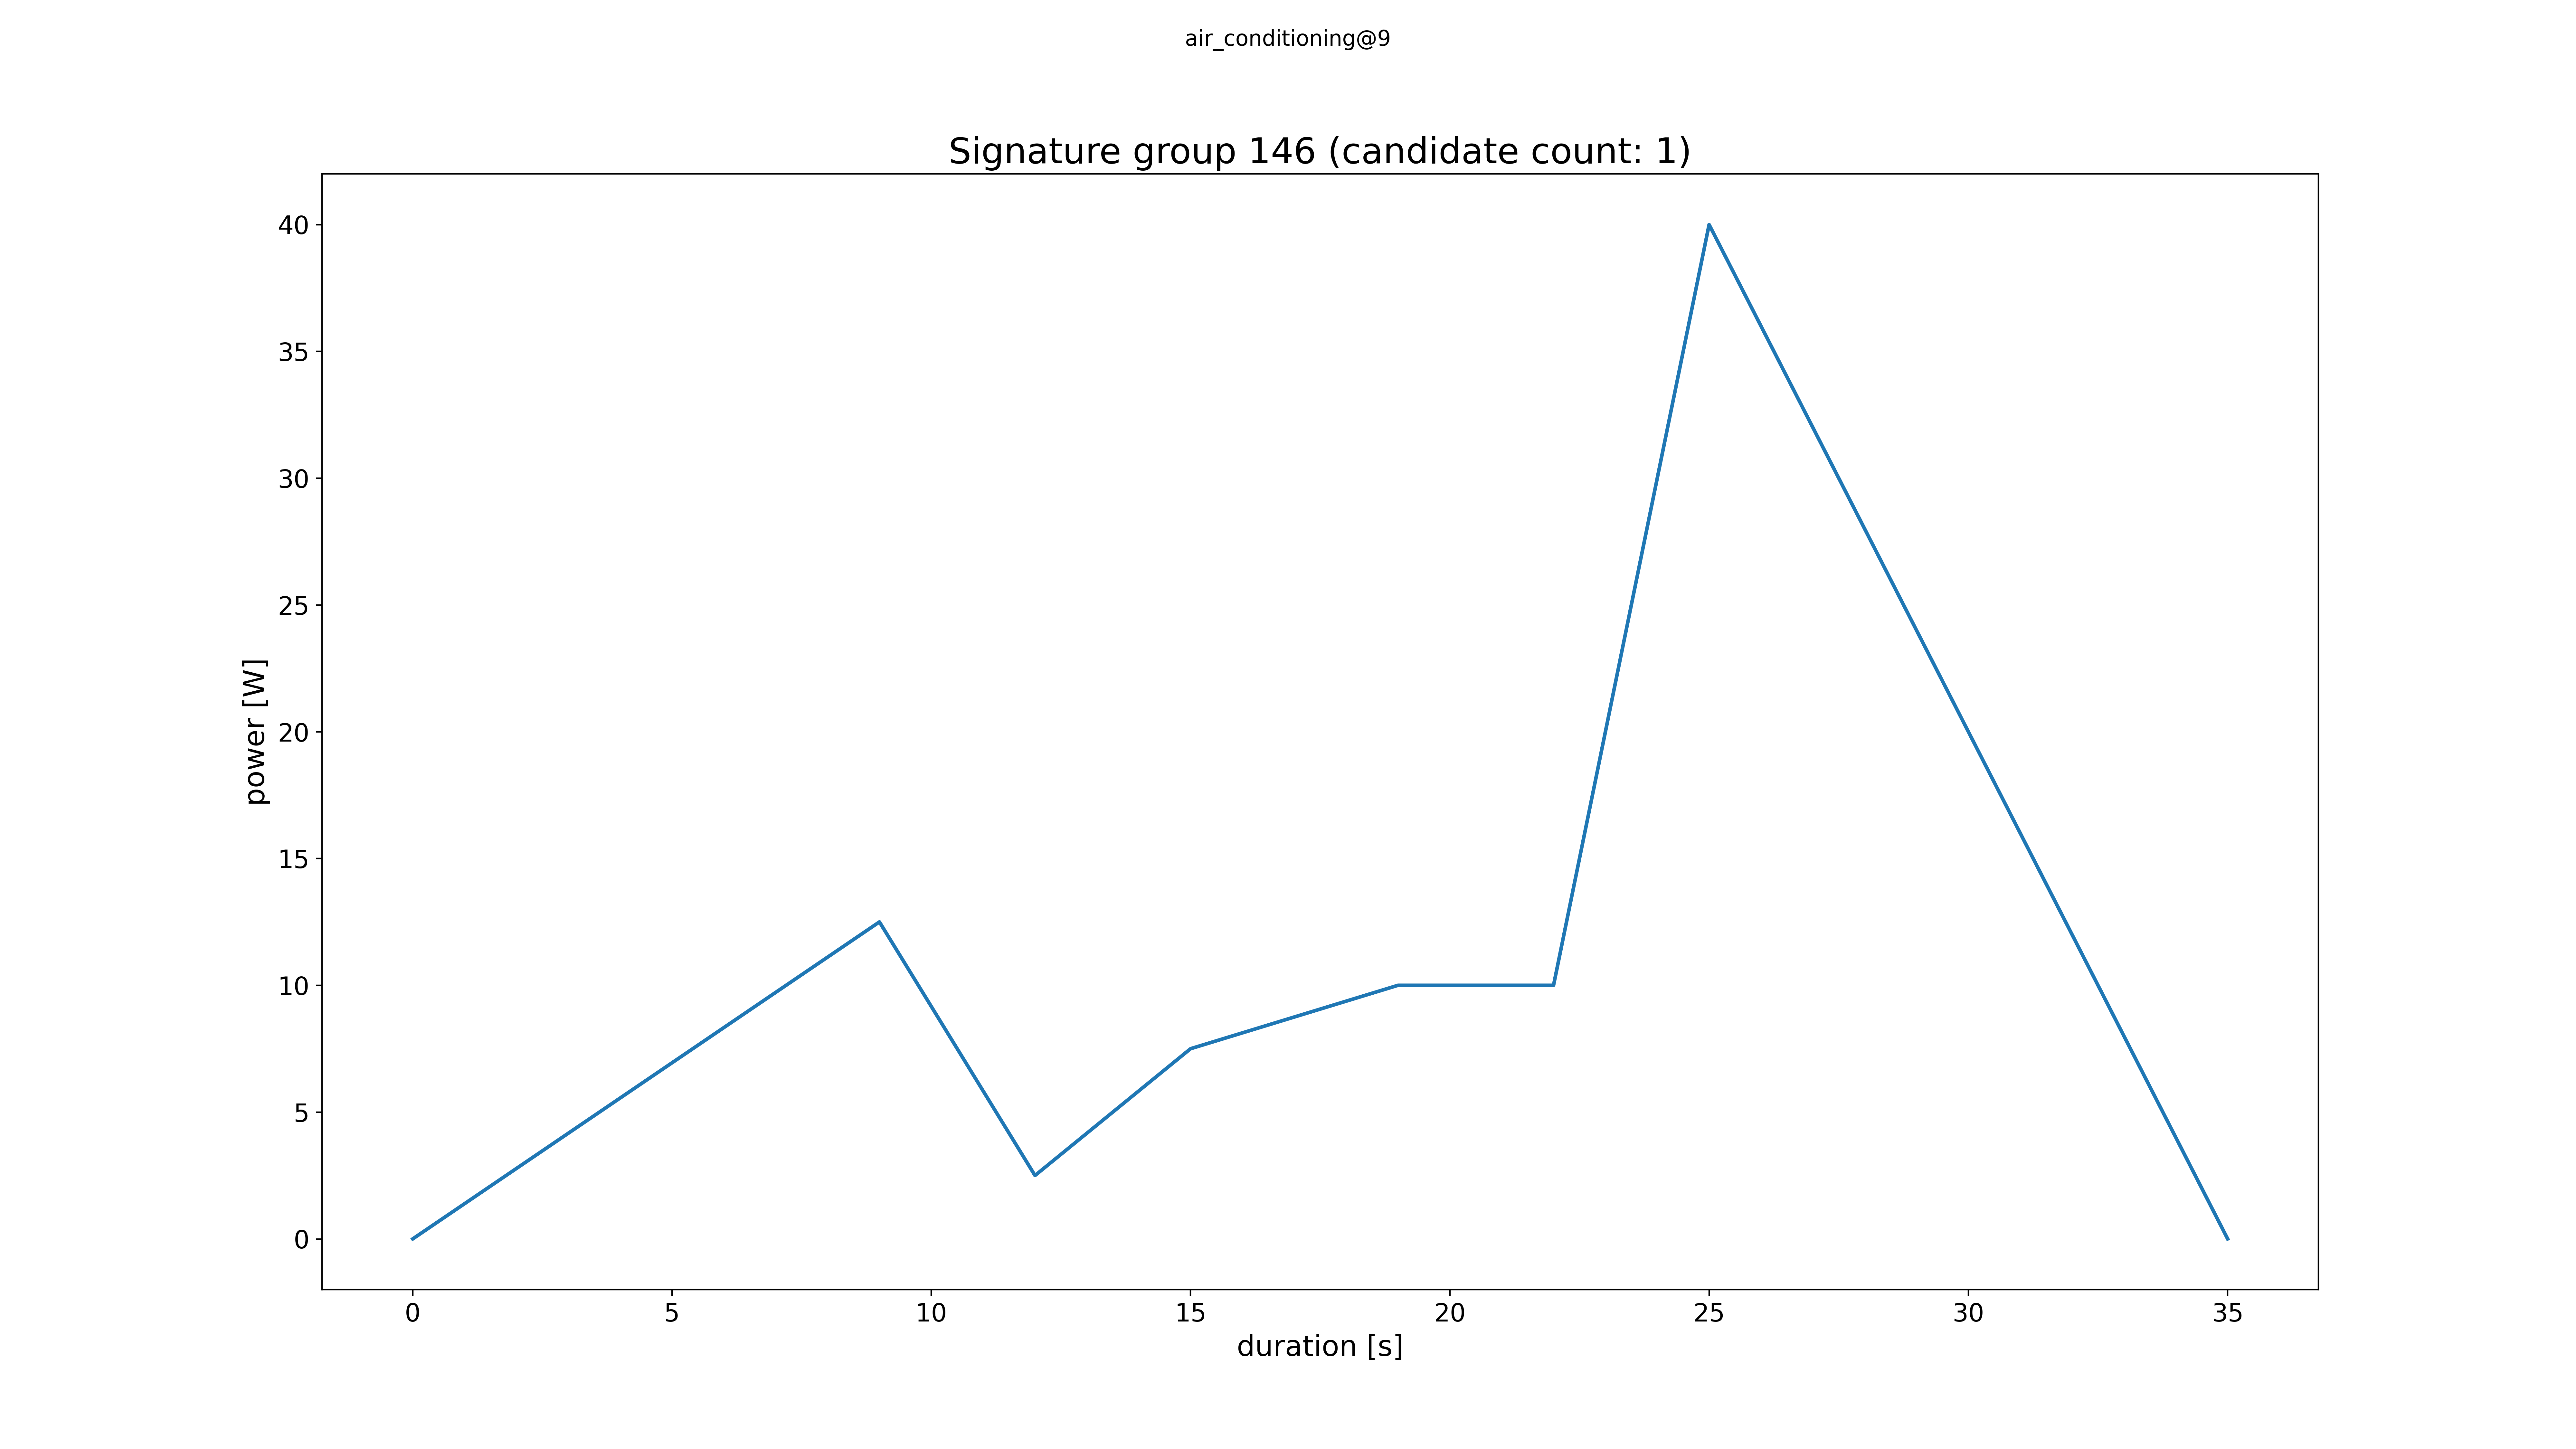 air_conditioning@9
Signature group 146 (candidate count: 1)
40
35
30
25
20
15
10
5
0
power [W]
0 5 10 15 20 25 30 35
duration [s]